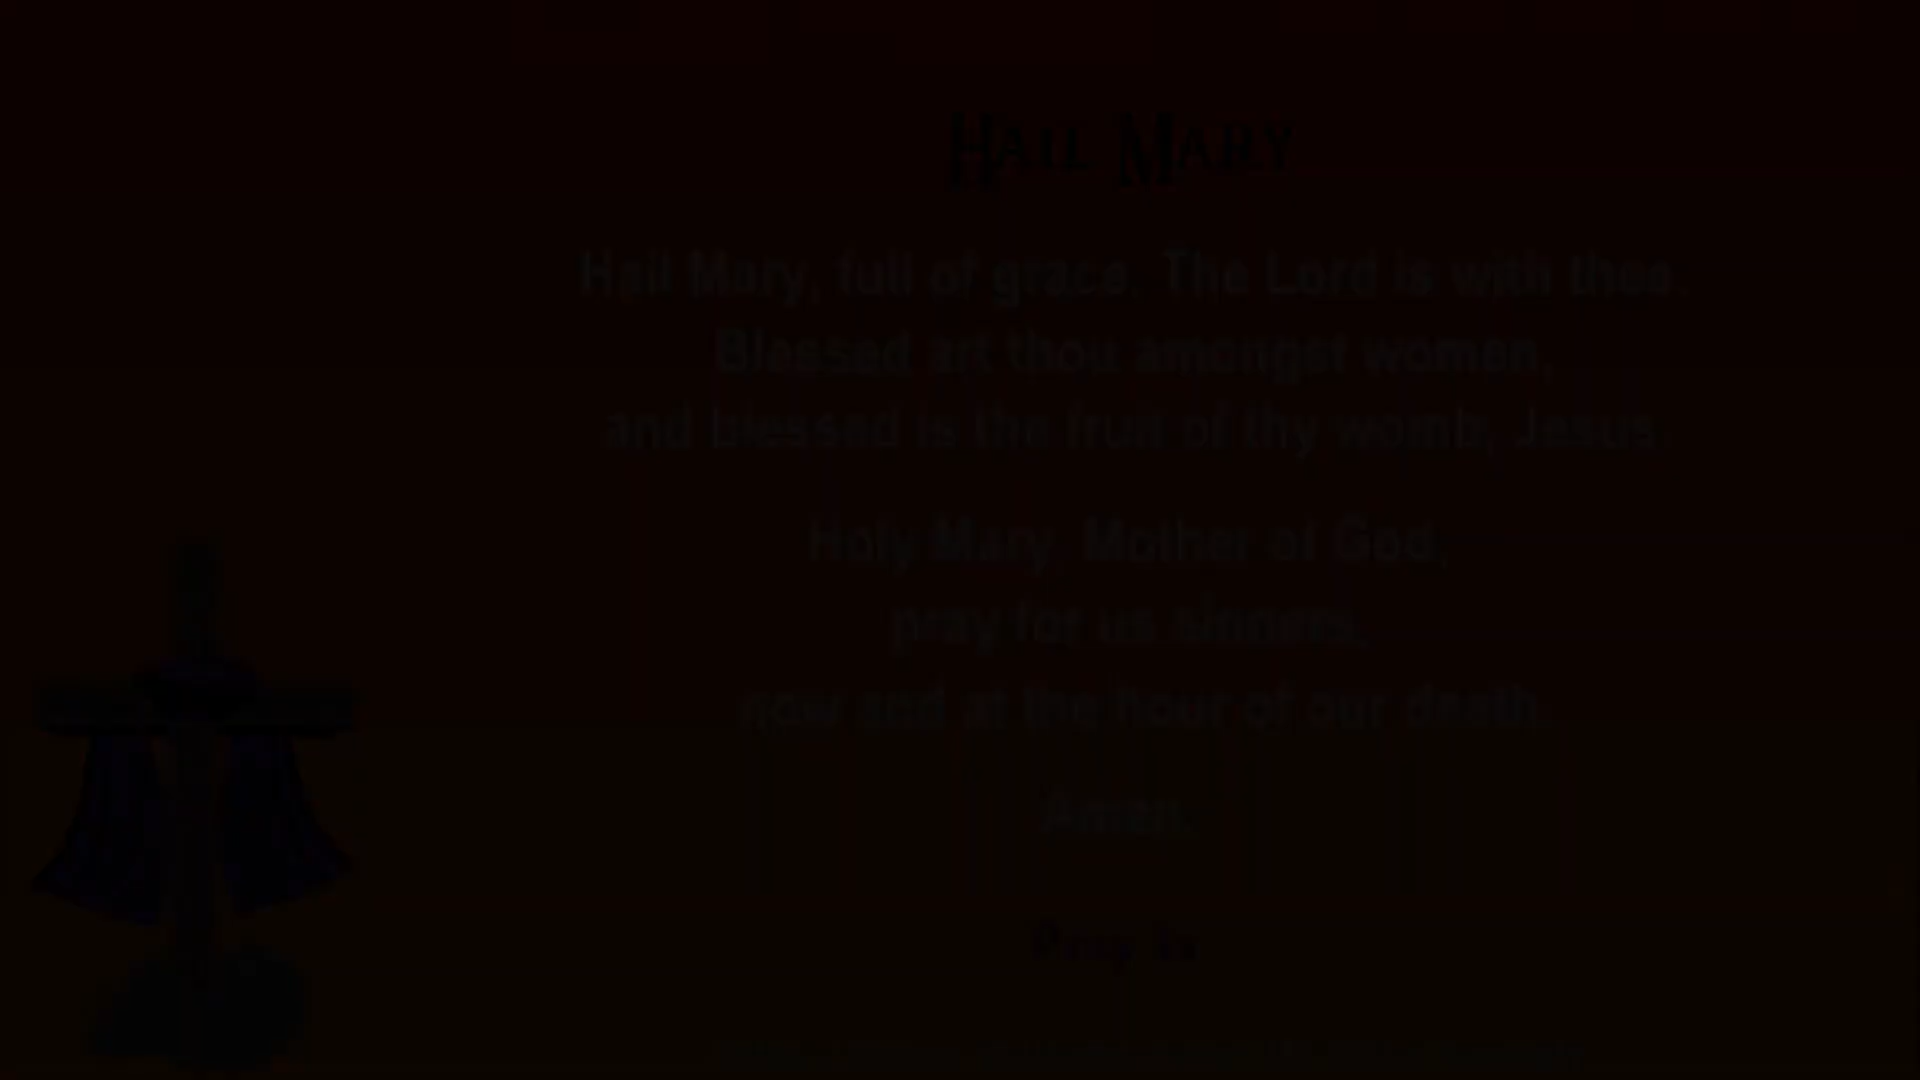 HAIL MARY
Hail Mary, full of grace. The Lord is with thee.
Blessed art thou amongst women,
and blessed is the fruit of thy womb, Jesus.
Holy Mary, Mother of God,
pray for us sinners,
now and at the hour of our death.
Amen.
Pray 3x